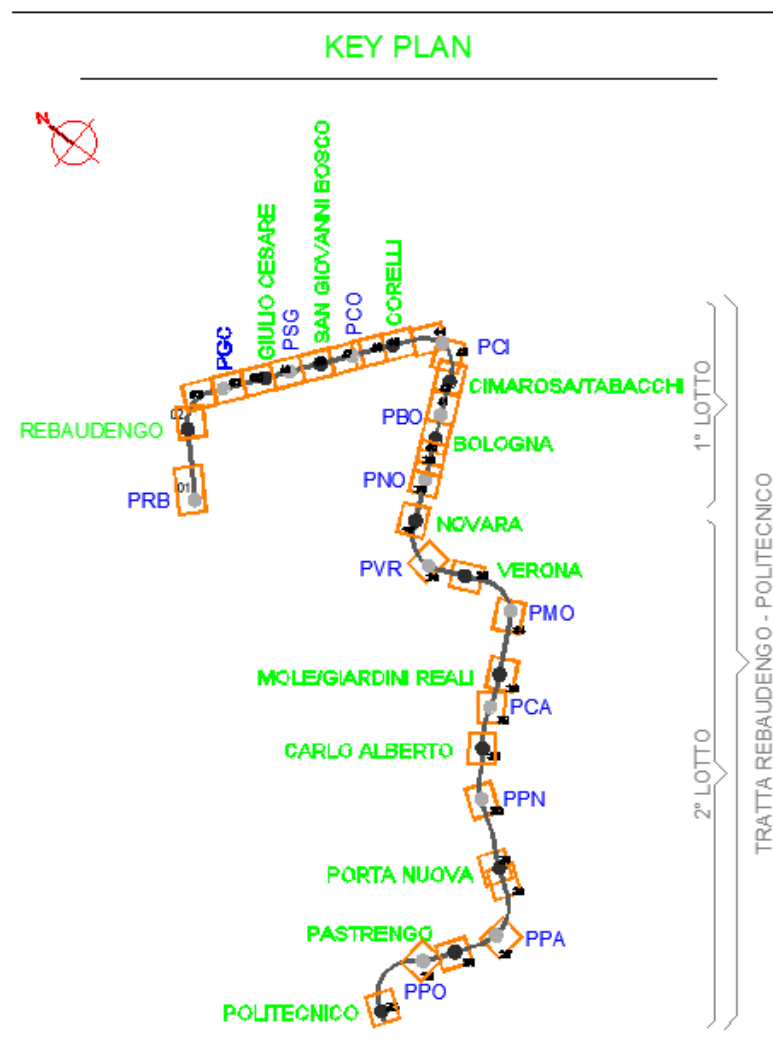 KEY PLAN
N
PGC
GIULIO CESARE
PSG
SAN GIOVANNI BOSCO
PCO
CORELLI
PCI
CIMAROSA/TABACCHI
02
REBAUDENGO
PBO
BOLOGNA
01
PRB
PNO
NOVARA
PVR
VERONA
PMO
MOLE/GIARDINI REALI
PCA
CARLO ALBERTO
PPN
PORTA NUOVA
PASTRENGO
PPA
PPO
POLITECNICO
1° LOTTO
2° LOTTO
TRATTA REBAUDENGO - POLITECNICO